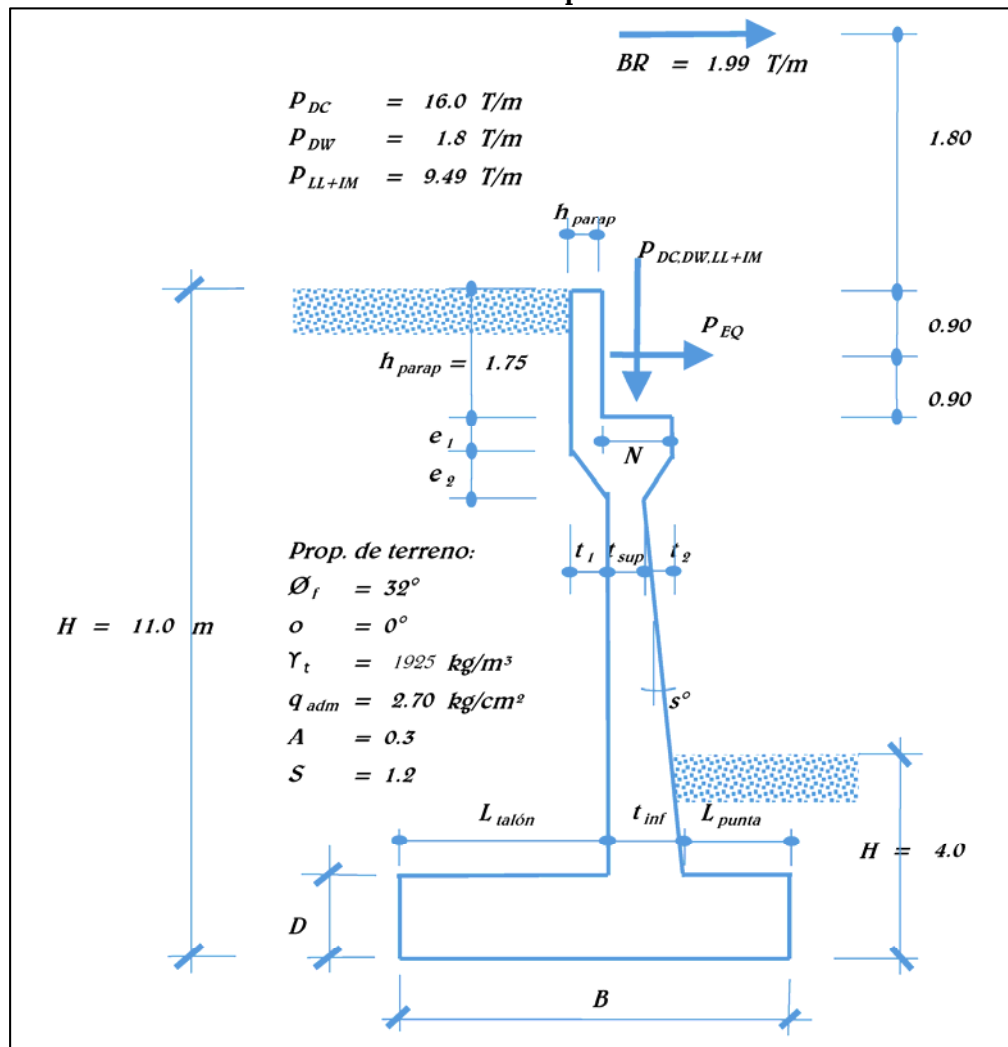 BR = 1.99 T/m
P DC = 16.0 T/m
P DW = 1.8 T/m
P LL+IM = 9.49 T/m
1.80
h parap
P DC,DW,LL+IM
P EQ
0.90
h parap = 1.75
0.90
e 1
N
e 2
Prop. de terreno:
t 1 t sup t 2
Ø f = 32°
H = 11.0 m
o = 0°
ϒ t = 1925 kg/m³
q adm = 2.70 kg/cm²
s°
A = 0.3
S = 1.2
L talón t inf L punta
H = 4.0
D
B